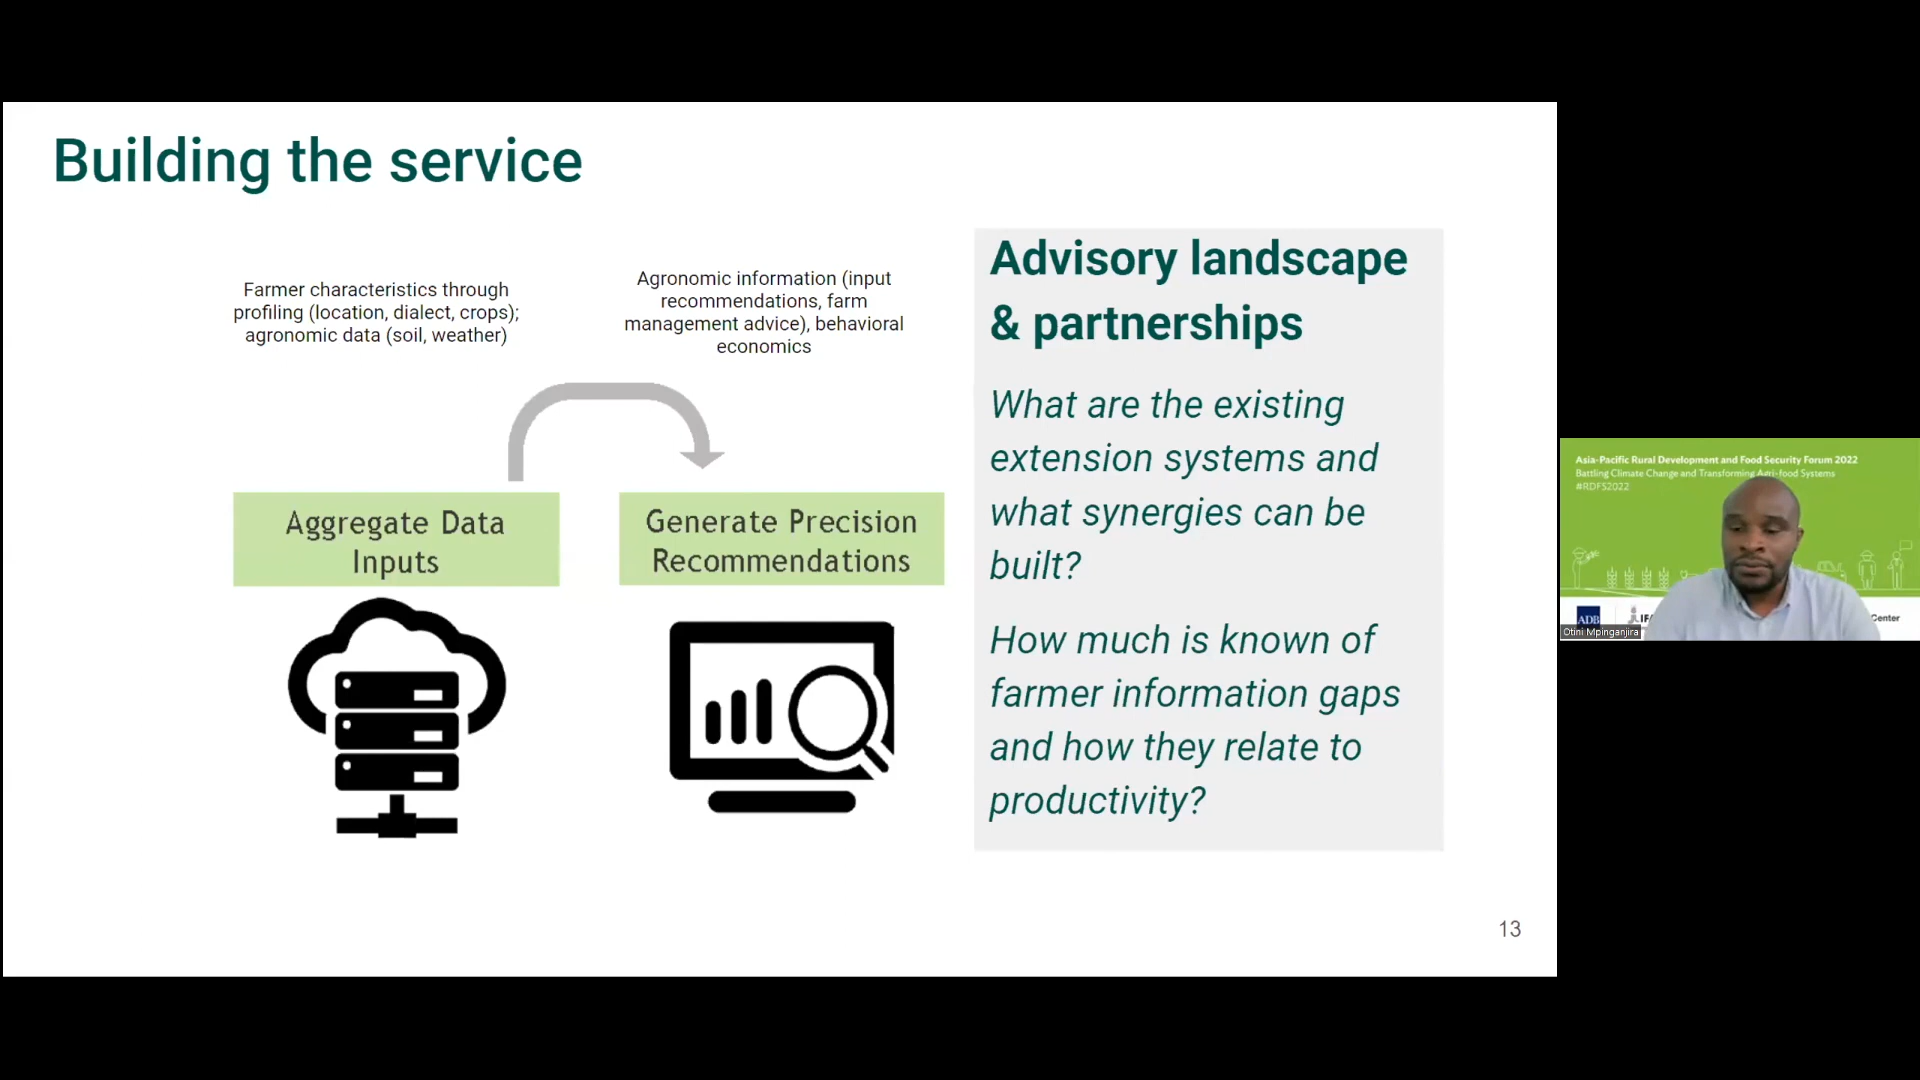 Building the service
Farmer characteristics through
profiling (location, dialect, crops);
agronomic data (soil, weather)
Agronomic information (input
recommendations, farm
management advice), behavioral
economics
Aggregate Data
Inputs
Generate Precision
Recommendations
Advisory landscape
& partnerships
What are the existing
extension systems and
what synergies can be
built?
How much is known of
farmer information gaps
and how they relate to
productivity?
13
Asia-Pacific Rural Development and Food Security Forum 2022
Battling Climate Change and Transforming Agri-food Systems
#RDFS2022
ADB
Center
Otini Mpinganjira